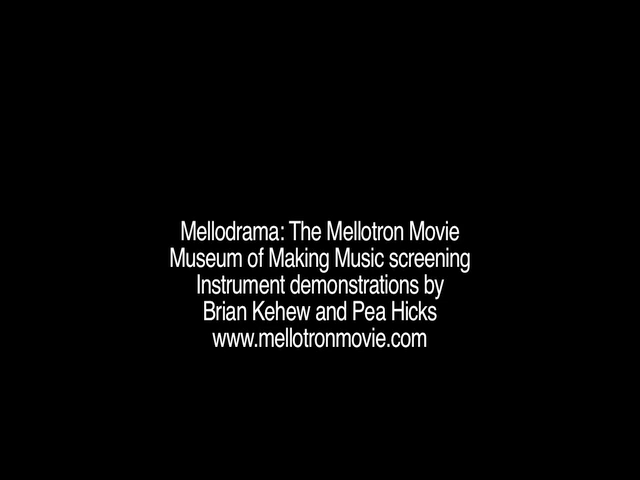 Mellodrama: The Mellotron Movie
Museum of Making Music screening
Instrument demonstrations by
Brian Kehew and Pea Hicks
www.mellotronmovie.com